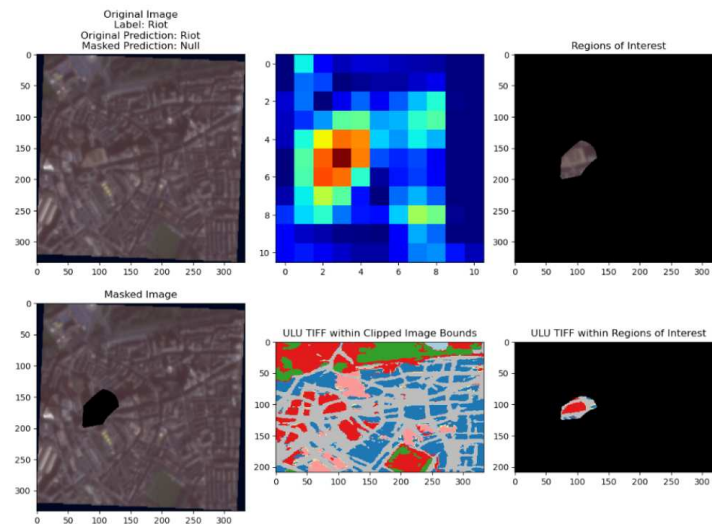 Original Image
Label: Riot
Original Prediction: Riot
Masked Prediction: Null
0
50
100
150
200
250
300
0 50 100 150 200 250 300
0
2
4
6
8
10
0 2 4 6 8 10
Regions of Interest
0
50
100
150
200
250
300
0 50 100 150 200 250 300
Masked Image
0
50
100
150
200
250
300
0 50 100 150 200 250 300
ULU TIFF within Clipped Image Bounds
0
50
100
150
200
0 50 100 150 200 250 300
ULU TIFF within Regions of Interest
0
50
100
150
200
0 50 100 150 200 250 300